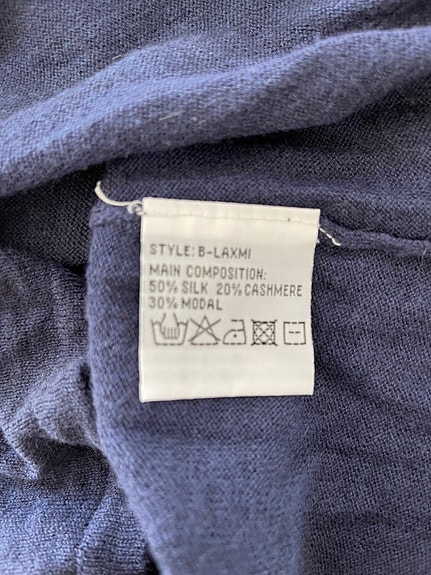 STYLE: B-LAXMI
MAIN COMPOSITION:
50% SILK 20% CASHMERE
30% MODAL